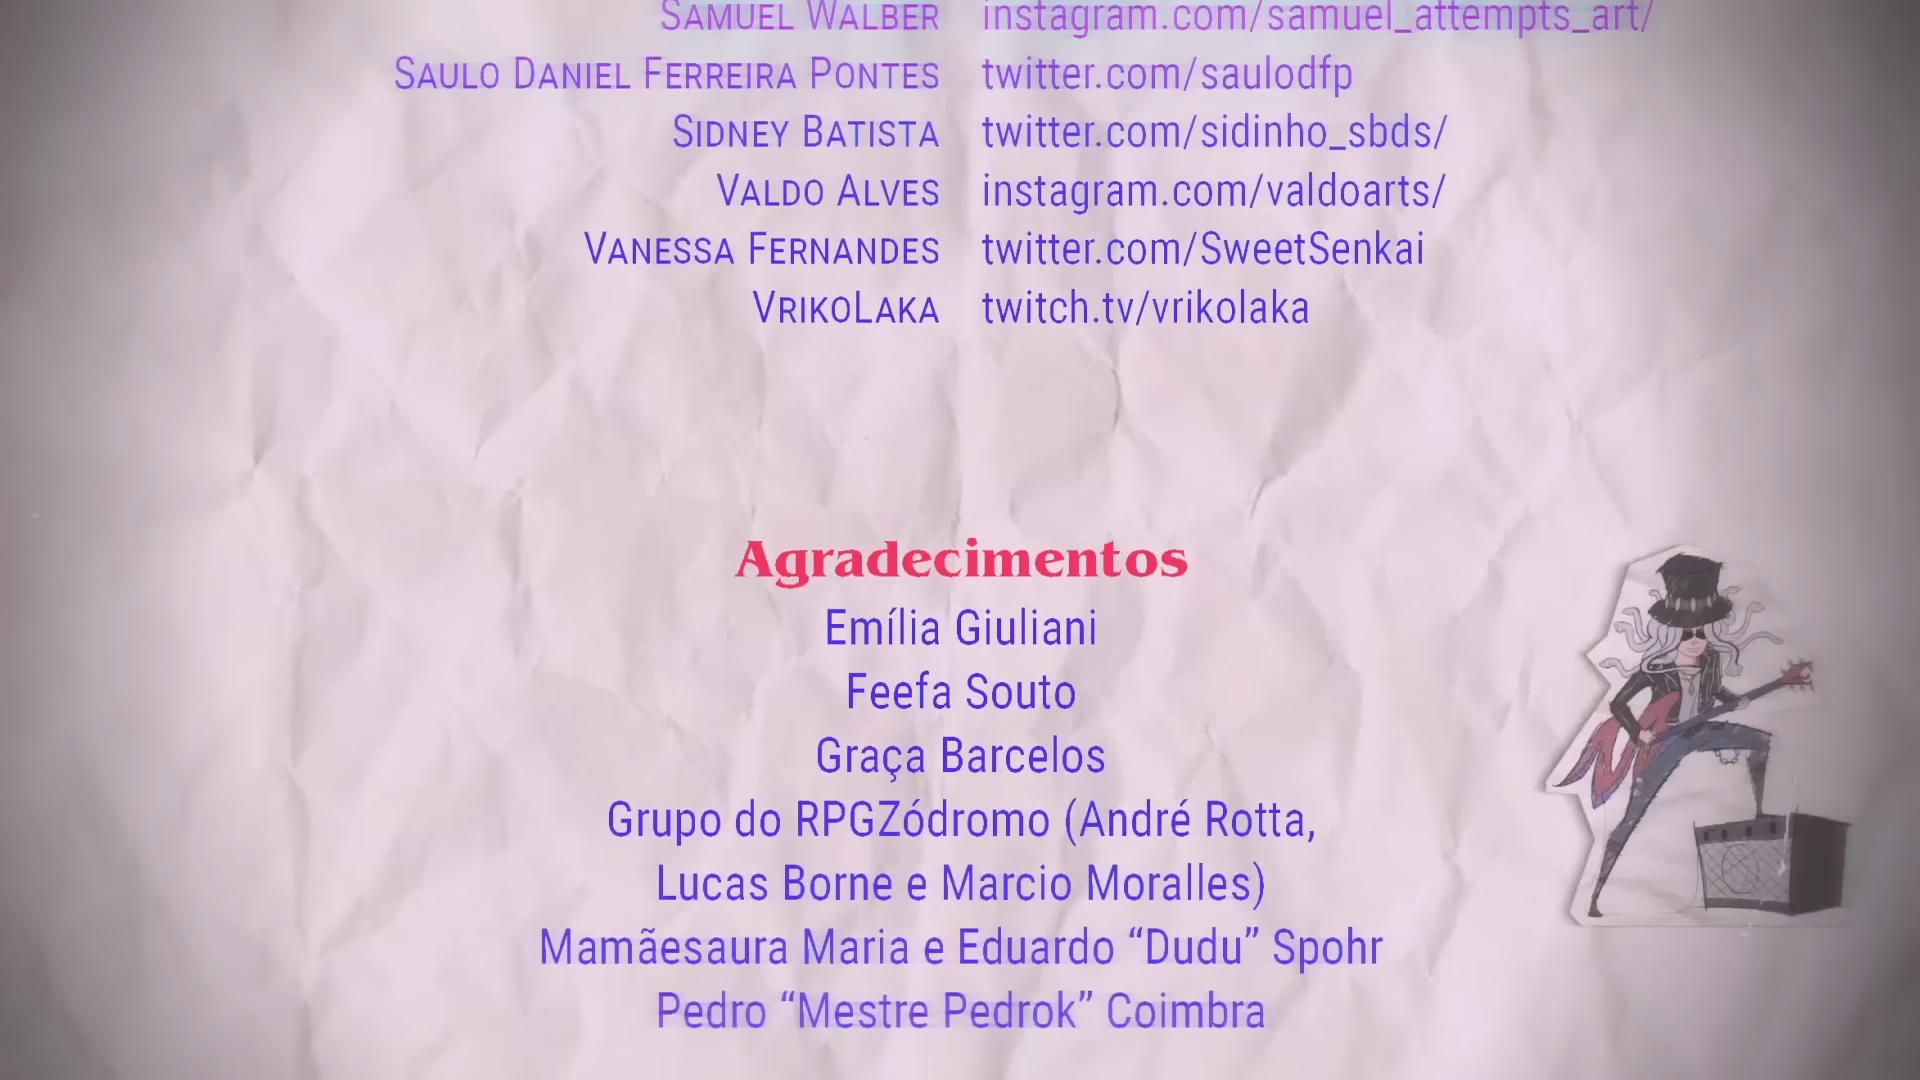 Samuel Walber instagram.com/samuel_attempts_art/
Saulo Daniel Ferreira Pontes twitter.com/saulodfp
Sidney Batista twitter.com/sidinho_sbds/
Valdo Alves instagram.com/valdoarts/
Vanessa Fernandes twitter.com/SweetSenkai
VrikoLaka twitch.tv/vrikolaka
Agradecimentos
Emília Giuliani
Feefa Souto
Graça Barcelos
Grupo do RPGZódromo (André Rotta,
Lucas Borne e Marcio Moralles)
Mamãesaura Maria e Eduardo “Dudu” Spohr
Pedro “Mestre Pedrok” Coimbra